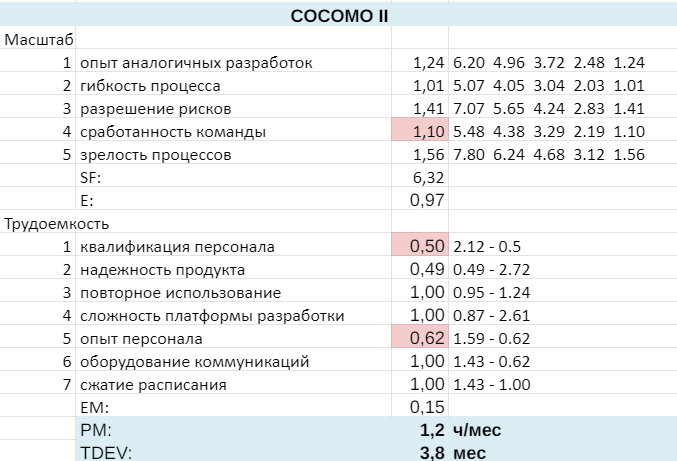 COCOMO II
Масштаб
1 опыт аналогичных разработок 1,24 6.20 4.96 3.72 2.48 1.24
2 гибкость процесса 1,01 5.07 4.05 3.04 2.03 1.01
3 разрешение рисков 1,41 7.07 5.65 4.24 2.83 1.41
4 сработанность команды 1,10 5.48 4.38 3.29 2.19 1.10
5 зрелость процессов 1,56 7.80 6.24 4.68 3.12 1.56
SF: 6,32
E: 0,97
Трудоемкость
1 квалификация персонала 0,50 2.12 - 0.5
2 надежность продукта 0,49 0.49 - 2.72
3 повторное использование 1,00 0.95 - 1.24
4 сложность платформы разработки 1,00 0.87 - 2.61
5 опыт персонала 0,62 1.59 - 0.62
6 оборудование коммуникаций 1,00 1.43 - 0.62
7 сжатие расписания 1,00 1.43 - 1.00
EM: 0,15
PM: 1,2 ч/мес
TDEV: 3,8 мес